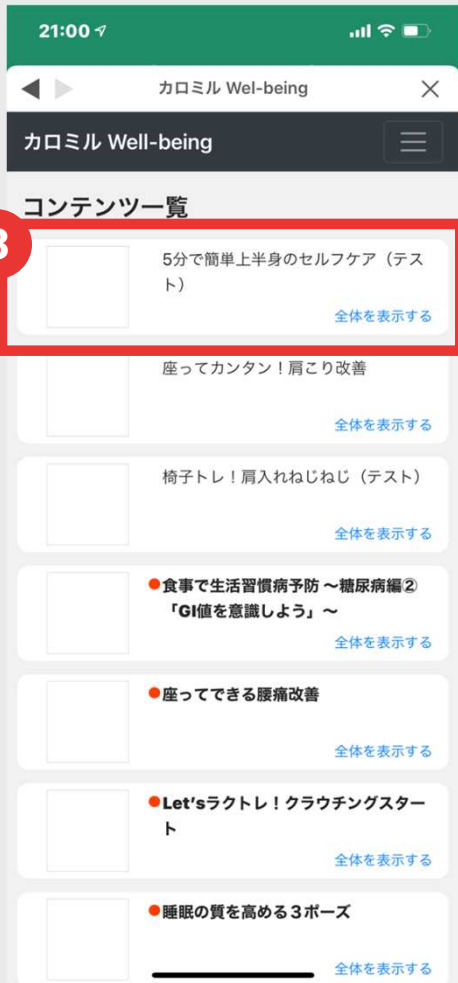 21:00
カロミル Wel-being
カロミル Well-being
コンテンツ一覧
5分で簡単上半身のセルフケア（テス
ト）
全体を表示する
座ってカンタン！肩こり改善
全体を表示する
椅子トレ！肩入れねじねじ（テスト）
全体を表示する
食事で生活習慣病予防 〜糖尿病編②
「GI値を意識しよう」〜
全体を表示する
座ってできる腰痛改善
全体を表示する
Let'sラクトレ！クラウチングスター
ト
全体を表示する
睡眠の質を高める３ポーズ
全体を表示する